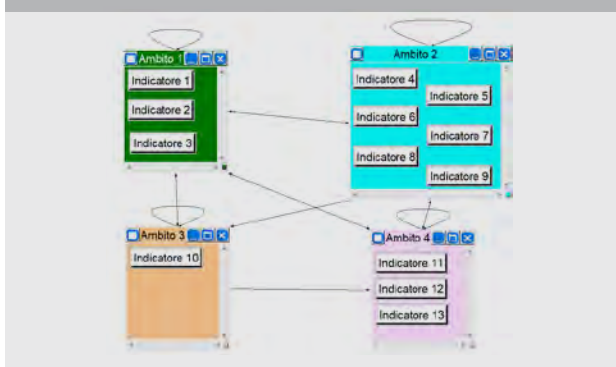 Ambito 1
Indicatore 1
Indicatore 2
Indicatore 3
Ambito 2
Indicatore 4
Indicatore 5
Indicatore 6
Indicatore 7
Indicatore 8
Indicatore 9
Ambito 3
Indicatore 10
Ambito 4
Indicatore 11
Indicatore 12
Indicatore 13